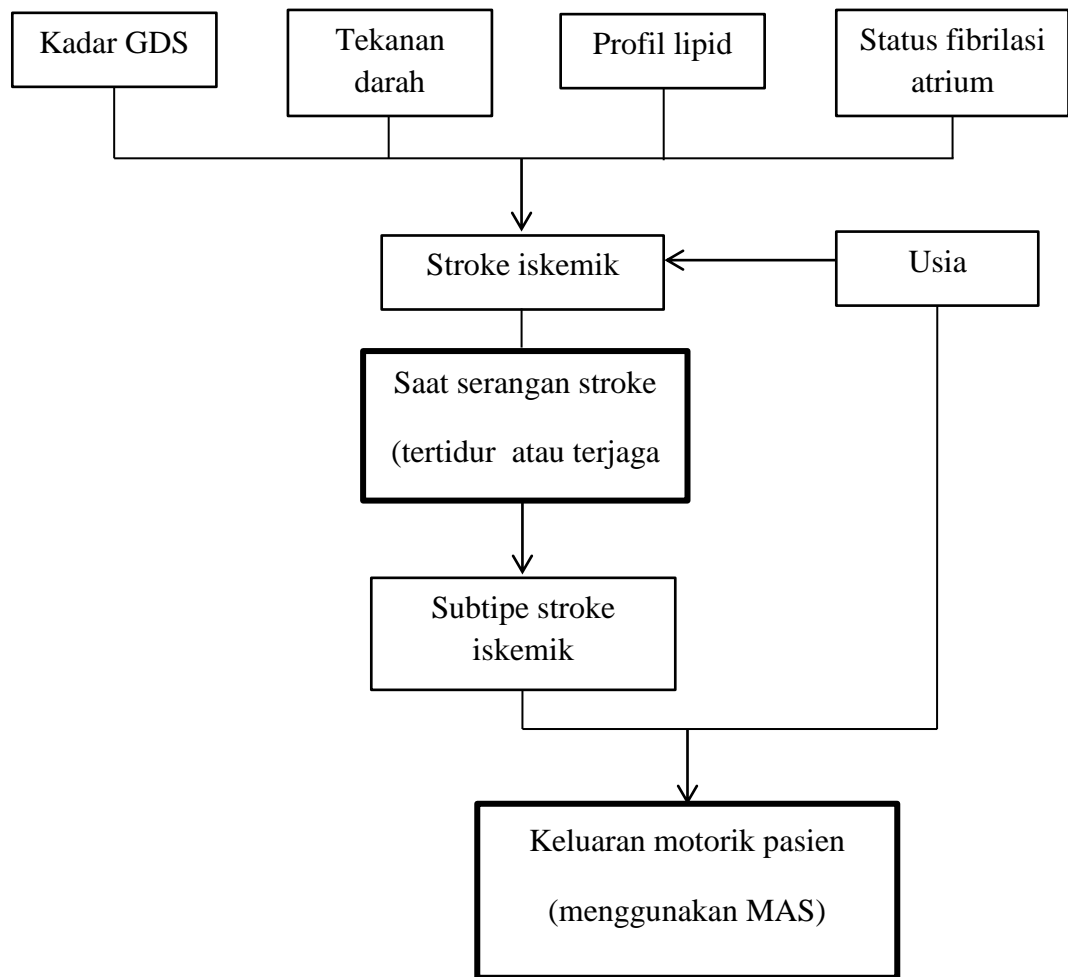 Kadar GDS
Tekanan
darah
Profil lipid
Status fibrilasi
atrium
Stroke iskemik
Usia
Saat serangan stroke
(tertidur  atau terjaga
Subtipe stroke
iskemik
Keluaran motorik pasien
(menggunakan MAS)